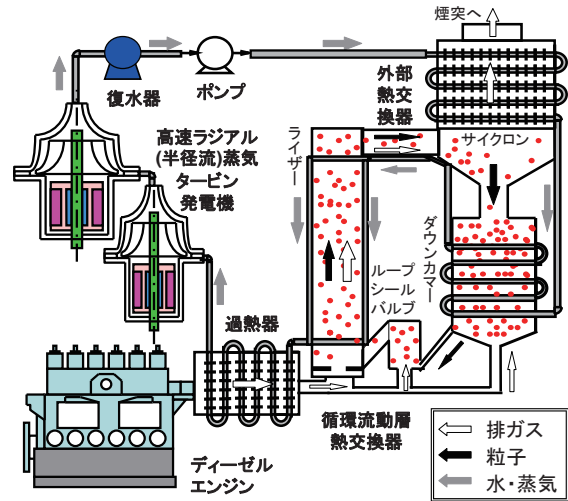 煙突へ
復水器
ポンプ
外部
熱交
換器
高速ラジアル
(半径流)蒸気
タービン
発電機
ライザー
サイクロン
ダウンカマー
ループ
シール
バルブ
過熱器
循環流動層
熱交換器
ディーゼル
エンジン
排ガス
粒子
水・蒸気